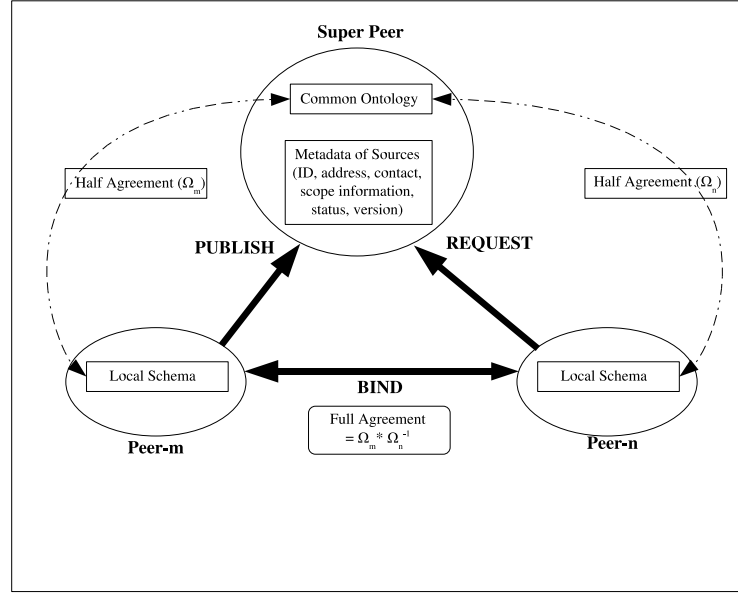 Super Peer
Common Ontology
Metadata of Sources
(ID, address, contact,
scope information,
status, version)
Half Agreement (Ωm)
Half Agreement (Ωn)
PUBLISH
REQUEST
Local Schema
Local Schema
BIND
Peer-m
Peer-n
Full Agreement
= Ωm* Ωn-1